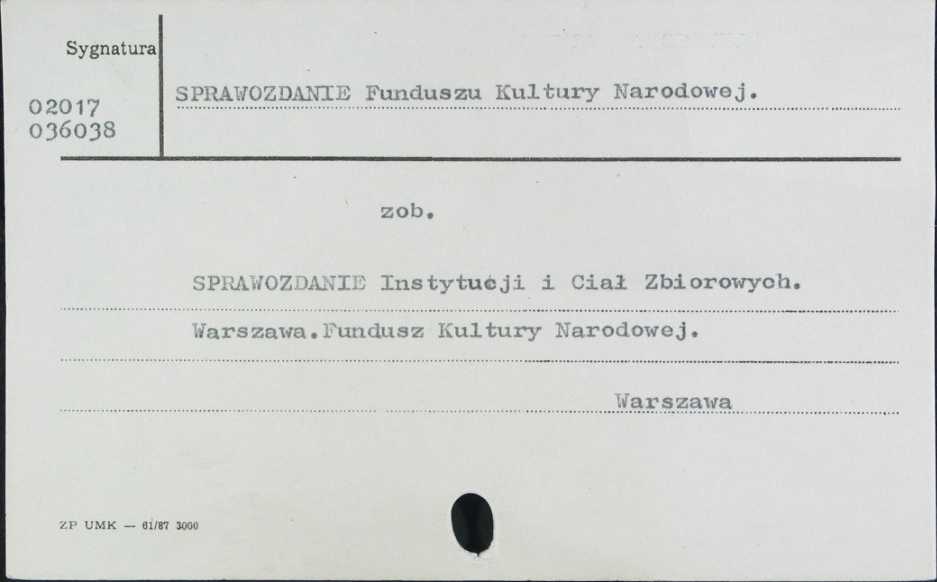 Sygnatura
02017
036038
SPRAWOZDANIE Funduszu Kultury Narodowej.
zob.
SPRAWOZDANIE Instytucji i Ciał Zbiorowych.
Warszawa.Fundusz Kultury Narodowej.
Warszawa
ZP UMK — 61/87 3000